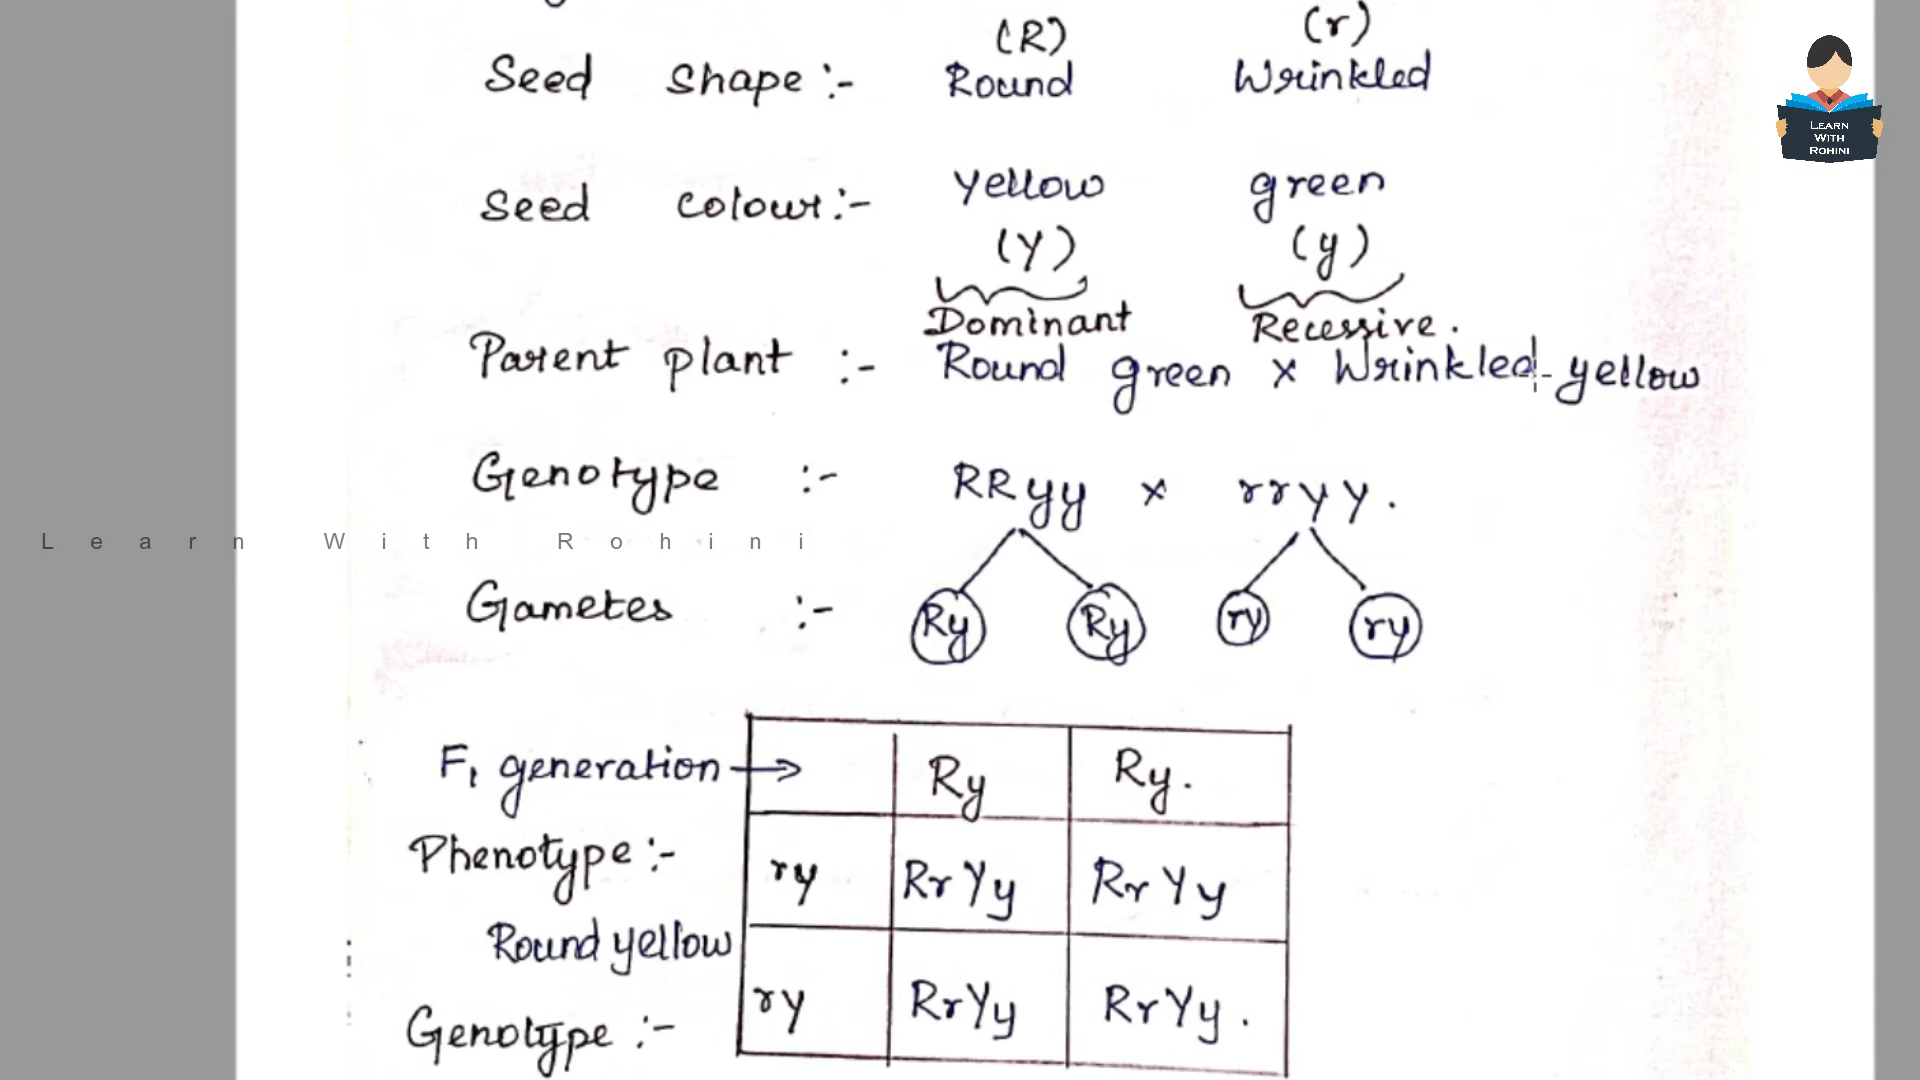 (R) (r)
Seed shape :- Round Wrinkled
LEARN
WITH
ROHINI
Seed colour:- yellow green
(Y) (y)
Dominant Recessive.
Parent plant :- Round green x Wrinkled yellow
Genotype :- RRyy x rrYY.
Learn With Rohini
Gametes :- Ry Ry rY rY
F1 generation → Ry Ry.
Phenotype :- rY RrYy RrYy
Round yellow
Genotype :- rY RrYy RrYy.